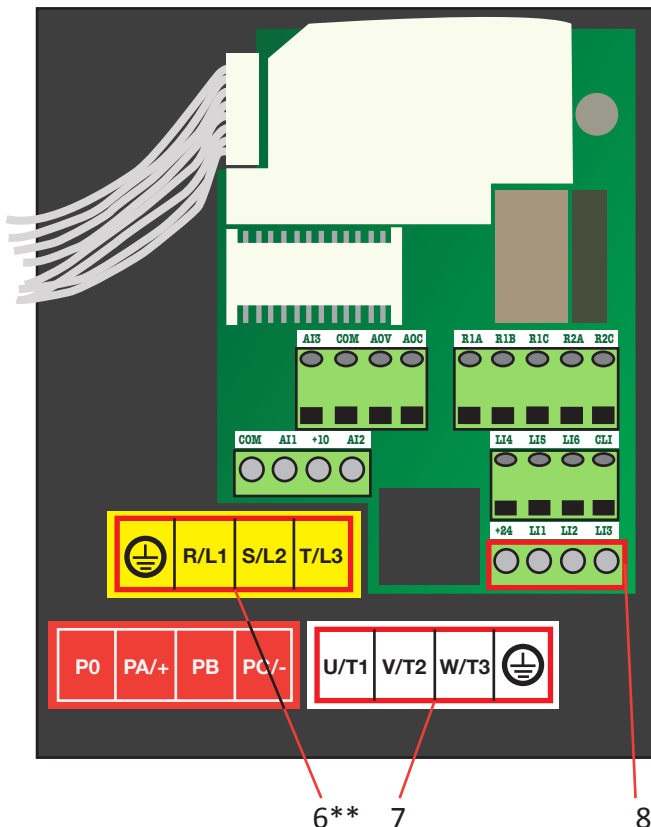 AI3 COM AOV AOC
R1A R1B R1C R2A R2C
COM AI1 +10 AI2
LI4 LI5 LI6 CLI
+24 LI1 LI2 LI3
R/L1 S/L2 T/L3
P0 PA/+ PB PC/-
U/T1 V/T2 W/T3
6** 7 8